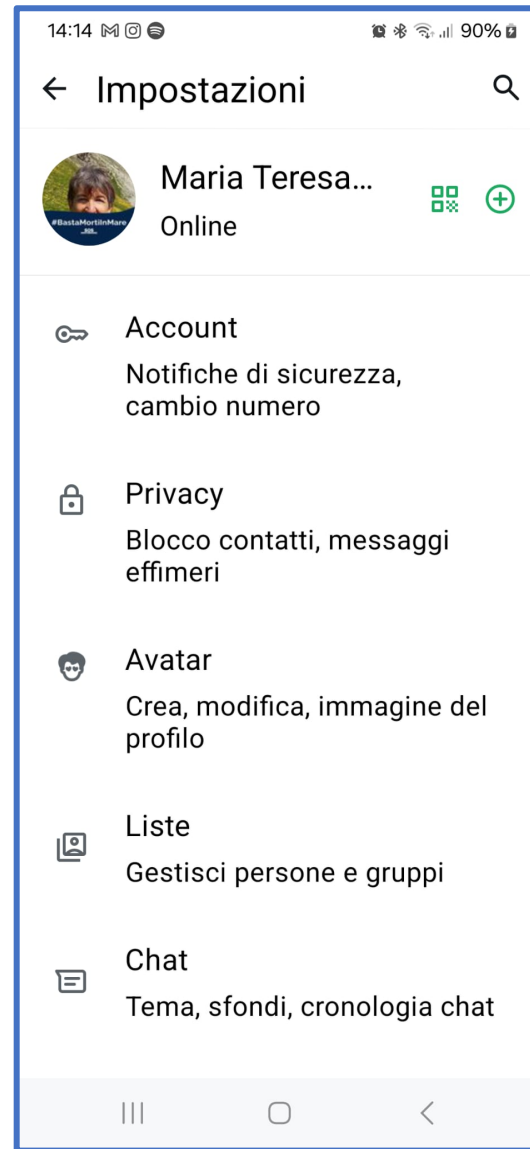 14:14 90%
Impostazioni
Maria Teresa...
Online
#BastaMortiInMare
Account
Notifiche di sicurezza,
cambio numero
Privacy
Blocco contatti, messaggi
effimeri
Avatar
Crea, modifica, immagine del
profilo
Liste
Gestisci persone e gruppi
Chat
Tema, sfondi, cronologia chat